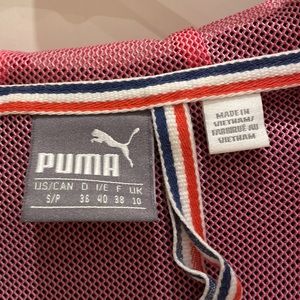 PUMA
US/CAN D I/E F UK
S/P 36 40 38 10
MADE IN
VIETNAM/
FABRIQUÉ AU
VIETNAM